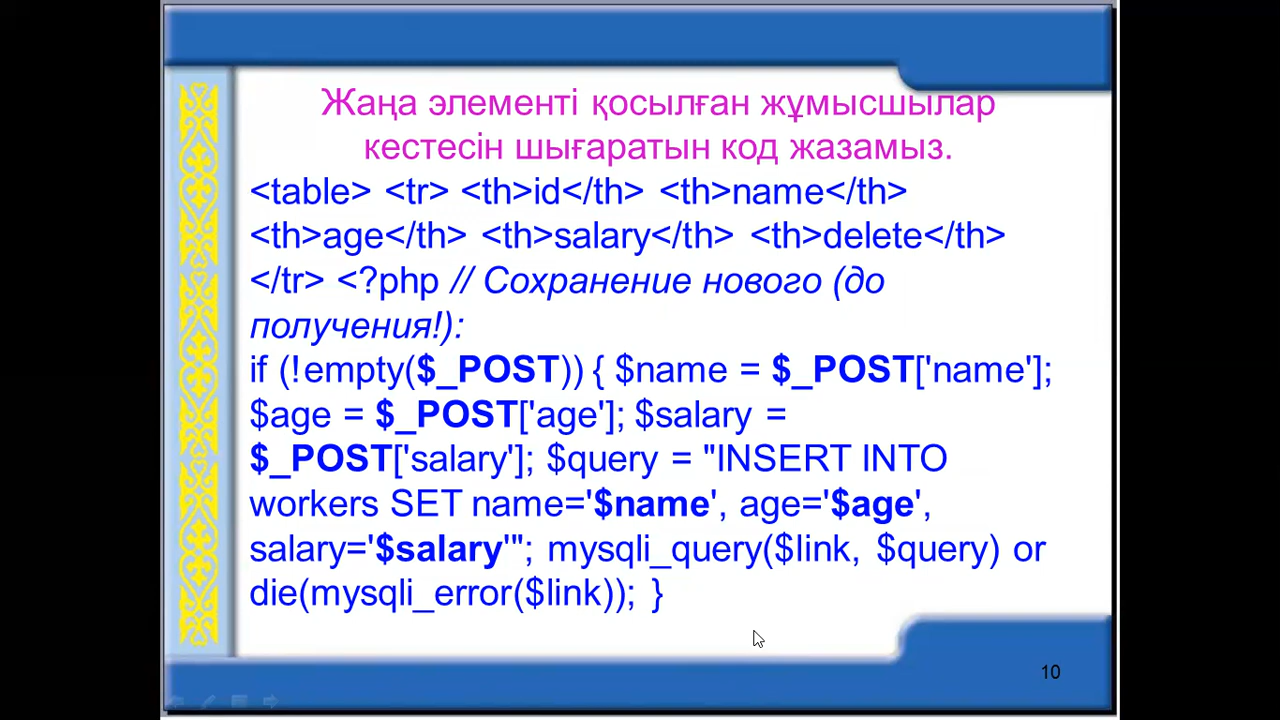 Жаңа элементі қосылған жұмысшылар
кестесін шығаратын код жазамыз.
<table> <tr> <th>id</th> <th>name</th>
<th>age</th> <th>salary</th> <th>delete</th>
</tr> <?php // Сохранение нового (до
получения!):
if (!empty($_POST)) { $name = $_POST['name'];
$age = $_POST['age']; $salary =
$_POST['salary']; $query = "INSERT INTO
workers SET name='$name', age='$age',
salary='$salary'"; mysqli_query($link, $query) or
die(mysqli_error($link)); }
10